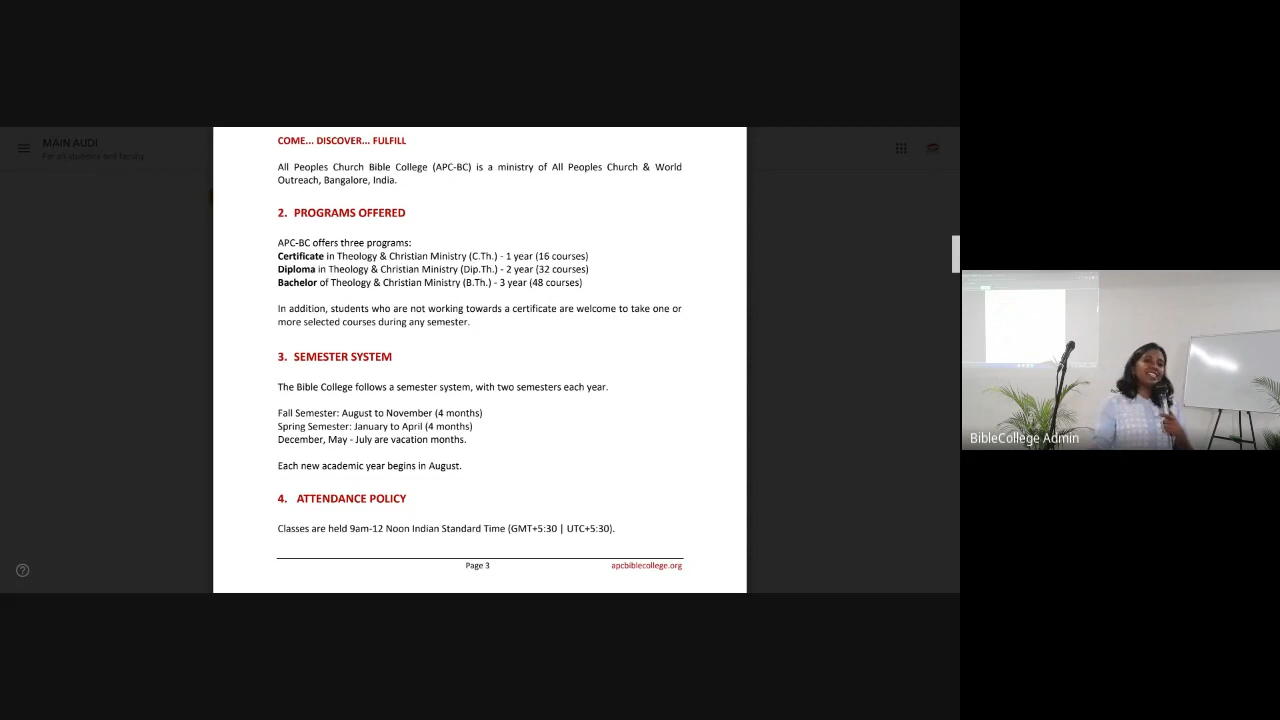 MAIN AUDI
For all students and faculty
COME... DISCOVER... FULFILL
All Peoples Church Bible College (APC-BC) is a ministry of All Peoples Church & World
Outreach, Bangalore, India.
2. PROGRAMS OFFERED
APC-BC offers three programs:
Certificate in Theology & Christian Ministry (C.Th.) - 1 year (16 courses)
Diploma in Theology & Christian Ministry (Dip.Th.) - 2 year (32 courses)
Bachelor of Theology & Christian Ministry (B.Th.) - 3 year (48 courses)
In addition, students who are not working towards a certificate are welcome to take one or
more selected courses during any semester.
3. SEMESTER SYSTEM
The Bible College follows a semester system, with two semesters each year.
Fall Semester: August to November (4 months)
Spring Semester: January to April (4 months)
December, May - July are vacation months.
Each new academic year begins in August.
4. ATTENDANCE POLICY
Classes are held 9am-12 Noon Indian Standard Time (GMT+5:30 | UTC+5:30).
Page 3
apcbiblecollege.org
BibleCollege Admin